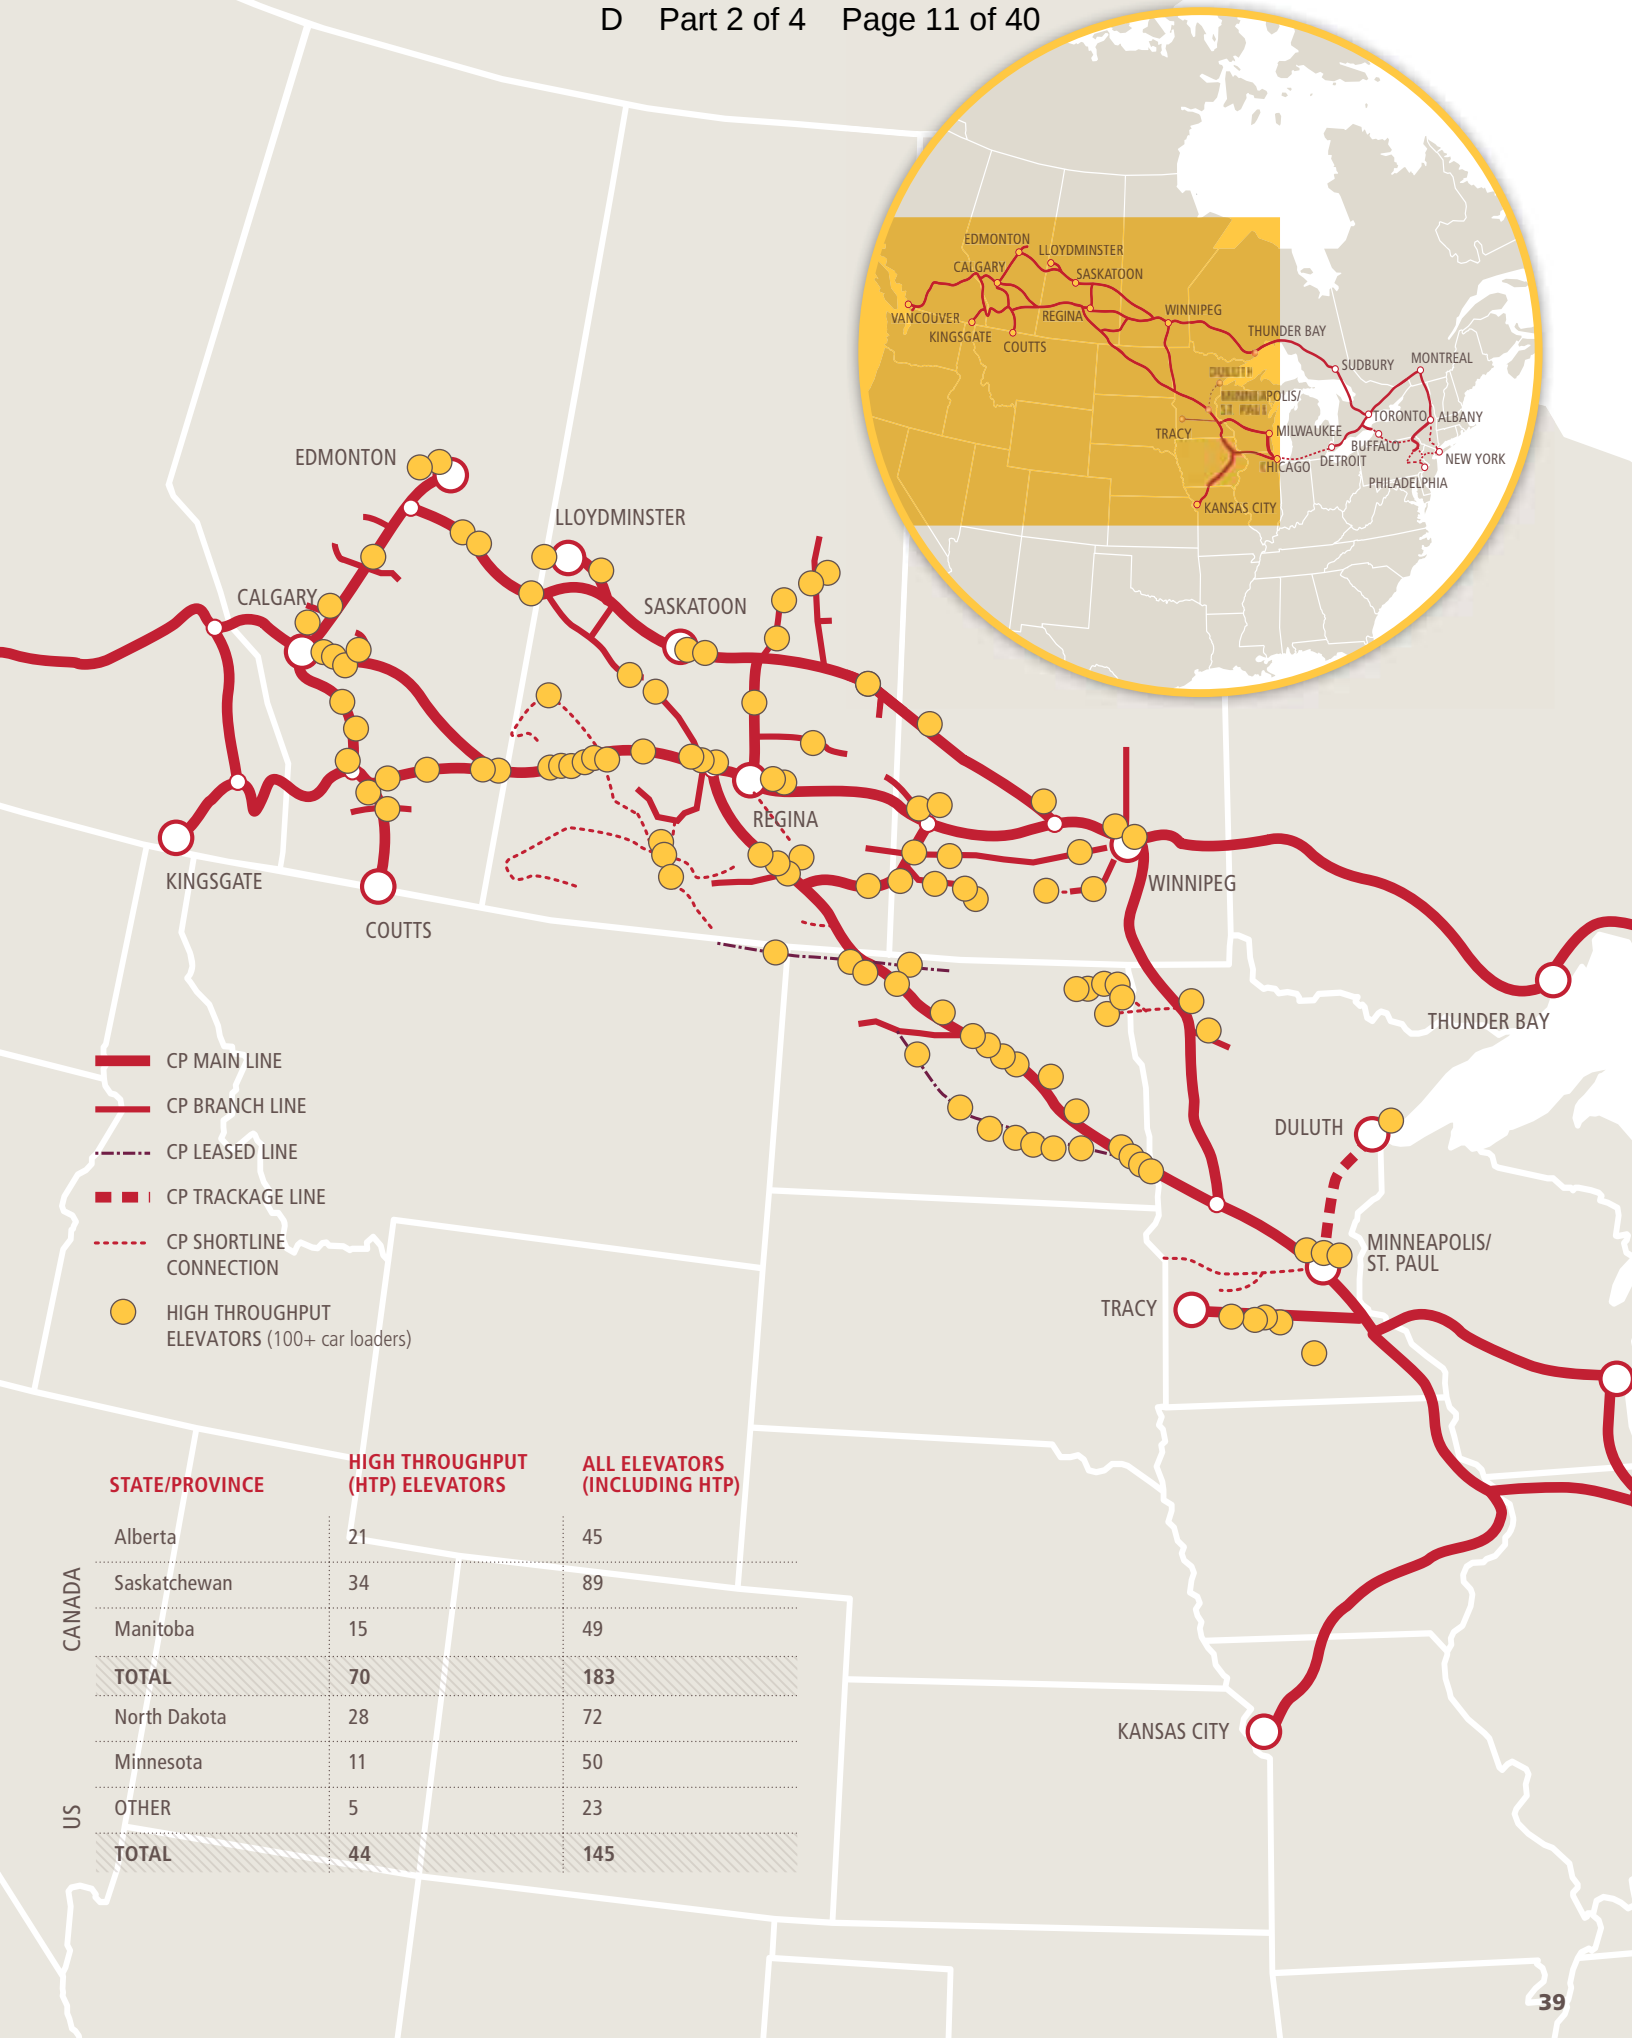 D Part 2 of 4 Page 11 of 40
EDMONTON
LLOYDMINSTER
CALGARY
SASKATOON
VANCOUVER
REGINA
WINNIPEG
KINGSGATE
COUTTS
THUNDER BAY
SUDBURY
MONTREAL
DULUTH
MINNEAPOLIS/
ST. PAUL
TORONTO
ALBANY
TRACY
MILWAUKEE
BUFFALO
CHICAGO
DETROIT
NEW YORK
PHILADELPHIA
KANSAS CITY
EDMONTON
LLOYDMINSTER
CALGARY
SASKATOON
REGINA
KINGSGATE
WINNIPEG
COUTTS
THUNDER BAY
DULUTH
MINNEAPOLIS/
ST. PAUL
TRACY
KANSAS CITY
CP MAIN LINE
CP BRANCH LINE
CP LEASED LINE
CP TRACKAGE LINE
CP SHORTLINE
CONNECTION
HIGH THROUGHPUT
ELEVATORS (100+ car loaders)
STATE/PROVINCE HIGH THROUGHPUT (HTP) ELEVATORS ALL ELEVATORS (INCLUDING HTP)
CANADA
Alberta 21 45
Saskatchewan 34 89
Manitoba 15 49
TOTAL 70 183
US
North Dakota 28 72
Minnesota 11 50
OTHER 5 23
TOTAL 44 145
39